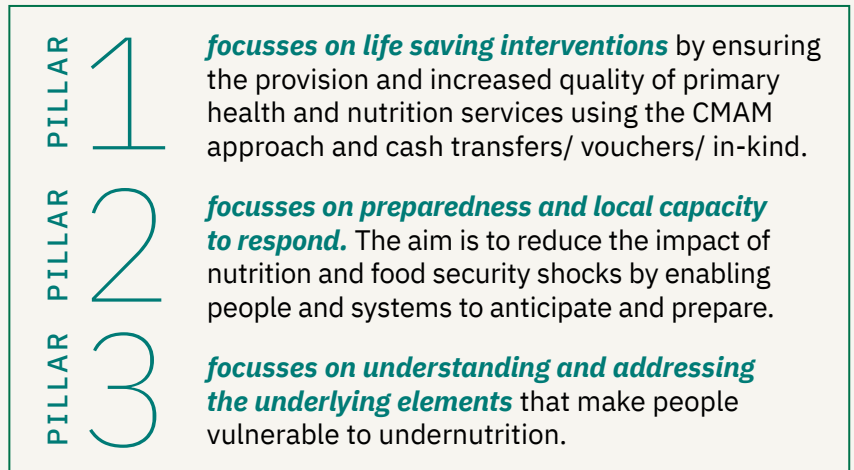 PILLAR 1
focusses on life saving interventions by ensuring
the provision and increased quality of primary
health and nutrition services using the CMAM
approach and cash transfers/ vouchers/ in-kind.
PILLAR 2
focusses on preparedness and local capacity
to respond. The aim is to reduce the impact of
nutrition and food security shocks by enabling
people and systems to anticipate and prepare.
PILLAR 3
focusses on understanding and addressing
the underlying elements that make people
vulnerable to undernutrition.